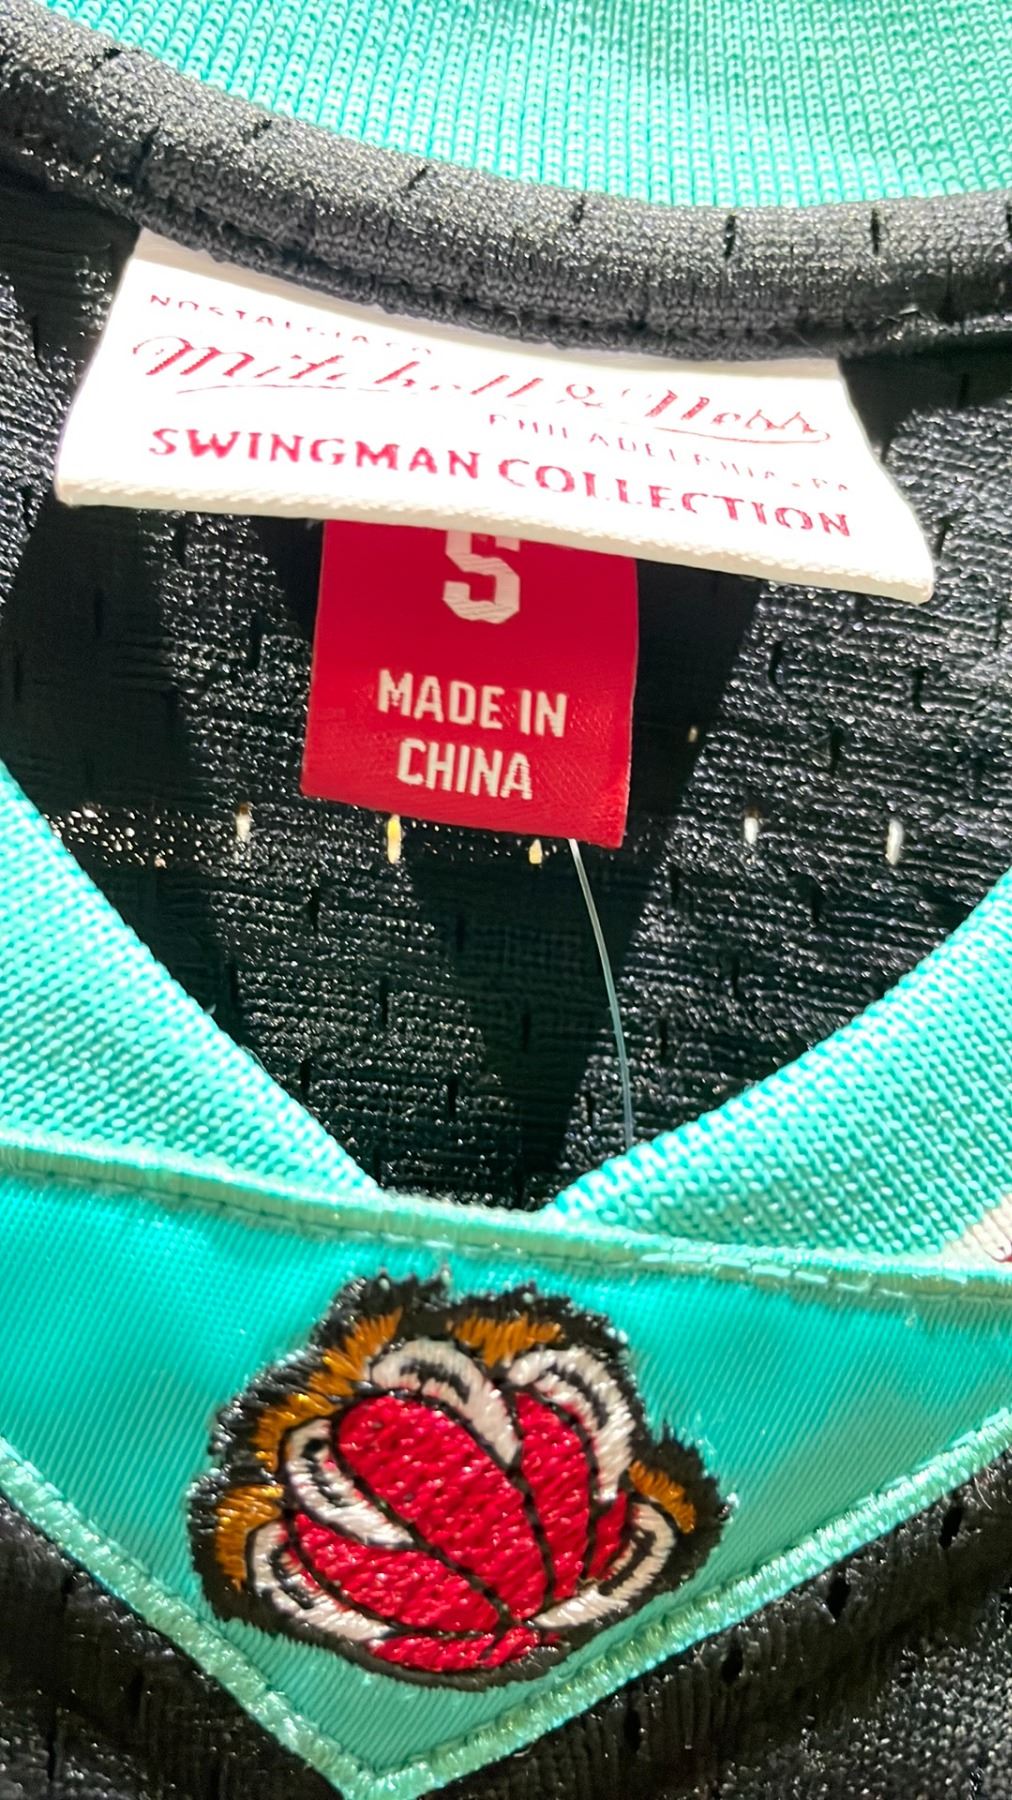 NOSTALGIA CO.
Mitchell & Ness
PHILADELPHIA, PA
SWINGMAN COLLECTION
S
MADE IN
CHINA